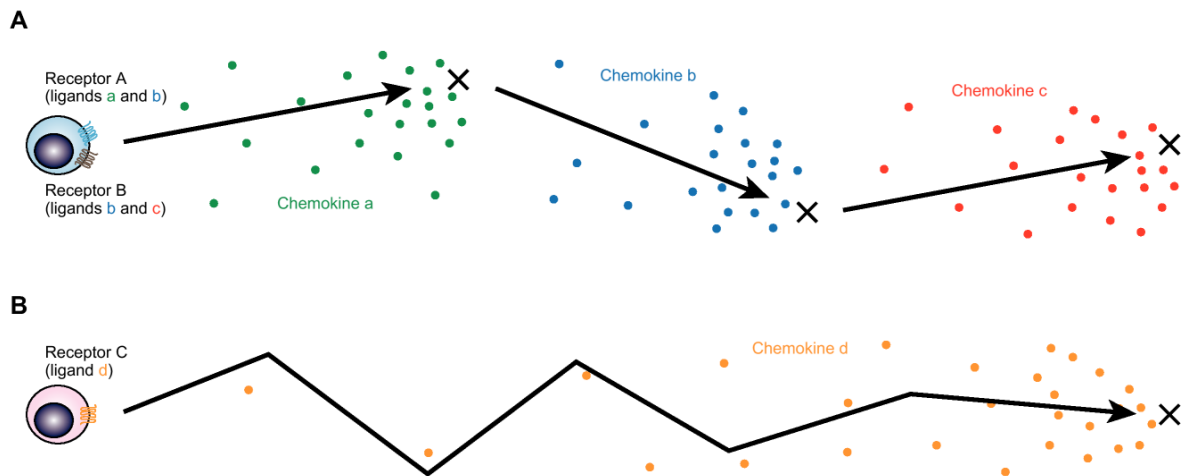 A
Receptor A
(ligands a and b)
Receptor B
(ligands b and c)
Chemokine a
Chemokine b
Chemokine c
B
Receptor C
(ligand d)
Chemokine d